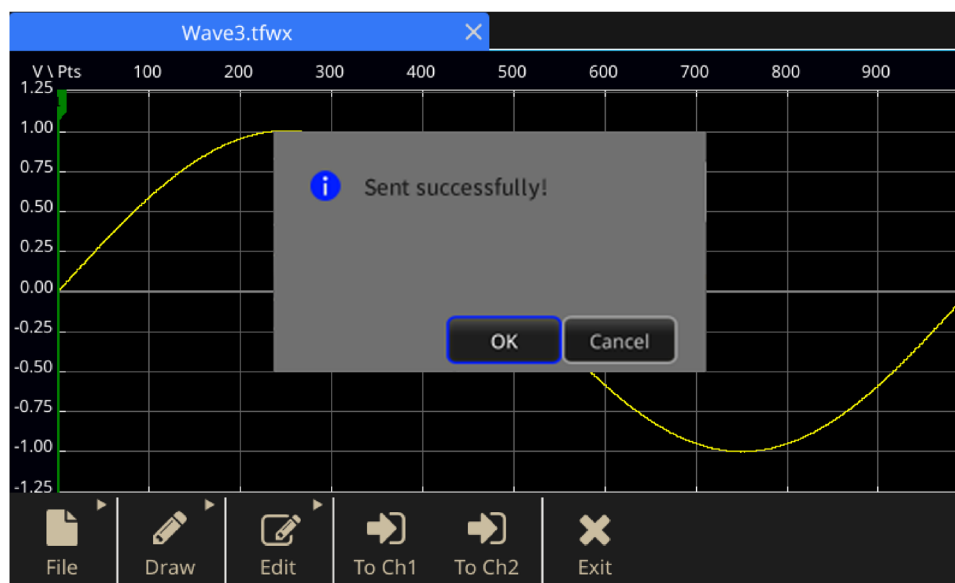 Wave3.tfwx
V \ Pts 100 200 300 400 500 600 700 800 900
1.25
1.00
0.75
0.50
0.25
0.00
-0.25
-0.50
-0.75
-1.00
-1.25
i Sent successfully!
OK Cancel
File Draw Edit To Ch1 To Ch2 Exit